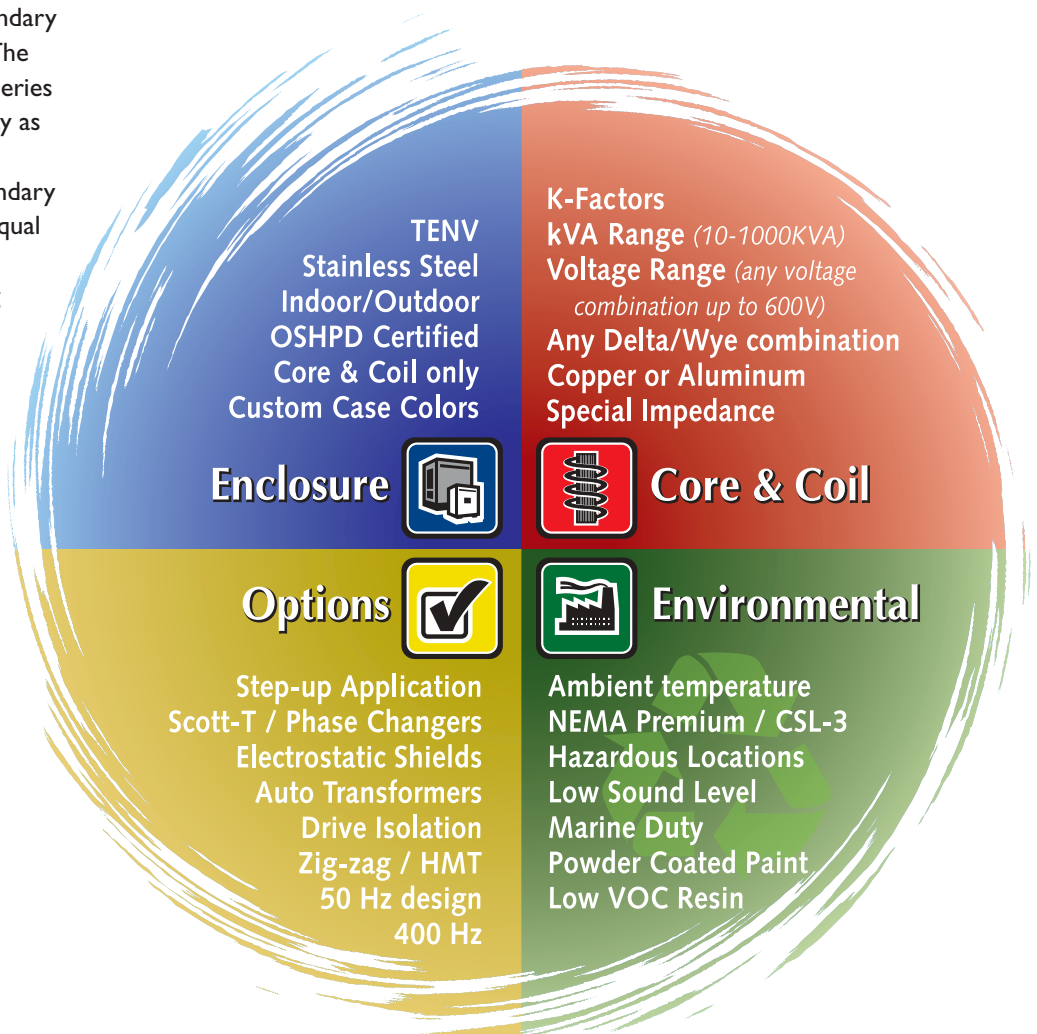 ndary
The
eries
y as
ndary
qual
TENV
Stainless Steel
Indoor/Outdoor
OSHPD Certified
Core & Coil only
Custom Case Colors
Enclosure
K-Factors
kVA Range (10-1000KVA)
Voltage Range (any voltage
combination up to 600V)
Any Delta/Wye combination
Copper or Aluminum
Special Impedance
Core & Coil
Options
Step-up Application
Scott-T / Phase Changers
Electrostatic Shields
Auto Transformers
Drive Isolation
Zig-zag / HMT
50 Hz design
400 Hz
Environmental
Ambient temperature
NEMA Premium / CSL-3
Hazardous Locations
Low Sound Level
Marine Duty
Powder Coated Paint
Low VOC Resin